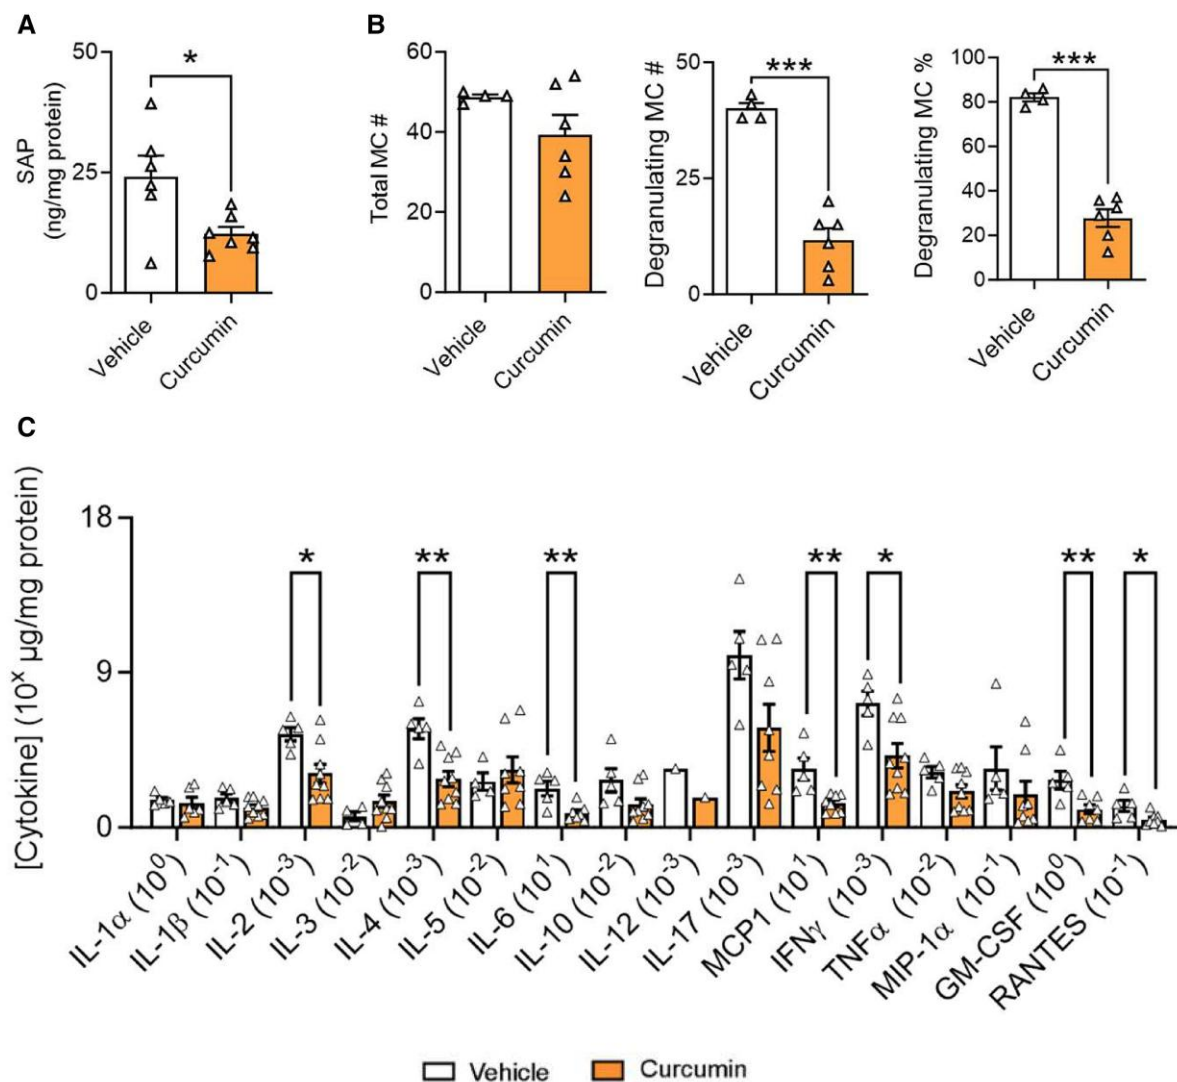 A
B
SAP
(ng/mg protein)
50
25
0
*
Vehicle
Curcumin
Total MC #
60
40
20
0
Vehicle
Curcumin
Degranulating MC #
50
25
0
***
Vehicle
Curcumin
Degranulating MC %
100
80
60
40
20
0
***
Vehicle
Curcumin
C
[Cytokine] (10ˣ µg/mg protein)
18
9
0
* ** ** ** * ** *
IL-1α (10⁰)
IL-1β (10⁻¹)
IL-2 (10⁻³)
IL-3 (10⁻²)
IL-4 (10⁻³)
IL-5 (10⁻²)
IL-6 (10¹)
IL-10 (10⁻²)
IL-12 (10⁻³)
IL-17 (10⁻³)
MCP1 (10¹)
IFNγ (10⁻³)
TNFα (10⁻²)
MIP-1α (10⁻¹)
GM-CSF (10⁰)
RANTES (10⁻¹)
Vehicle Curcumin